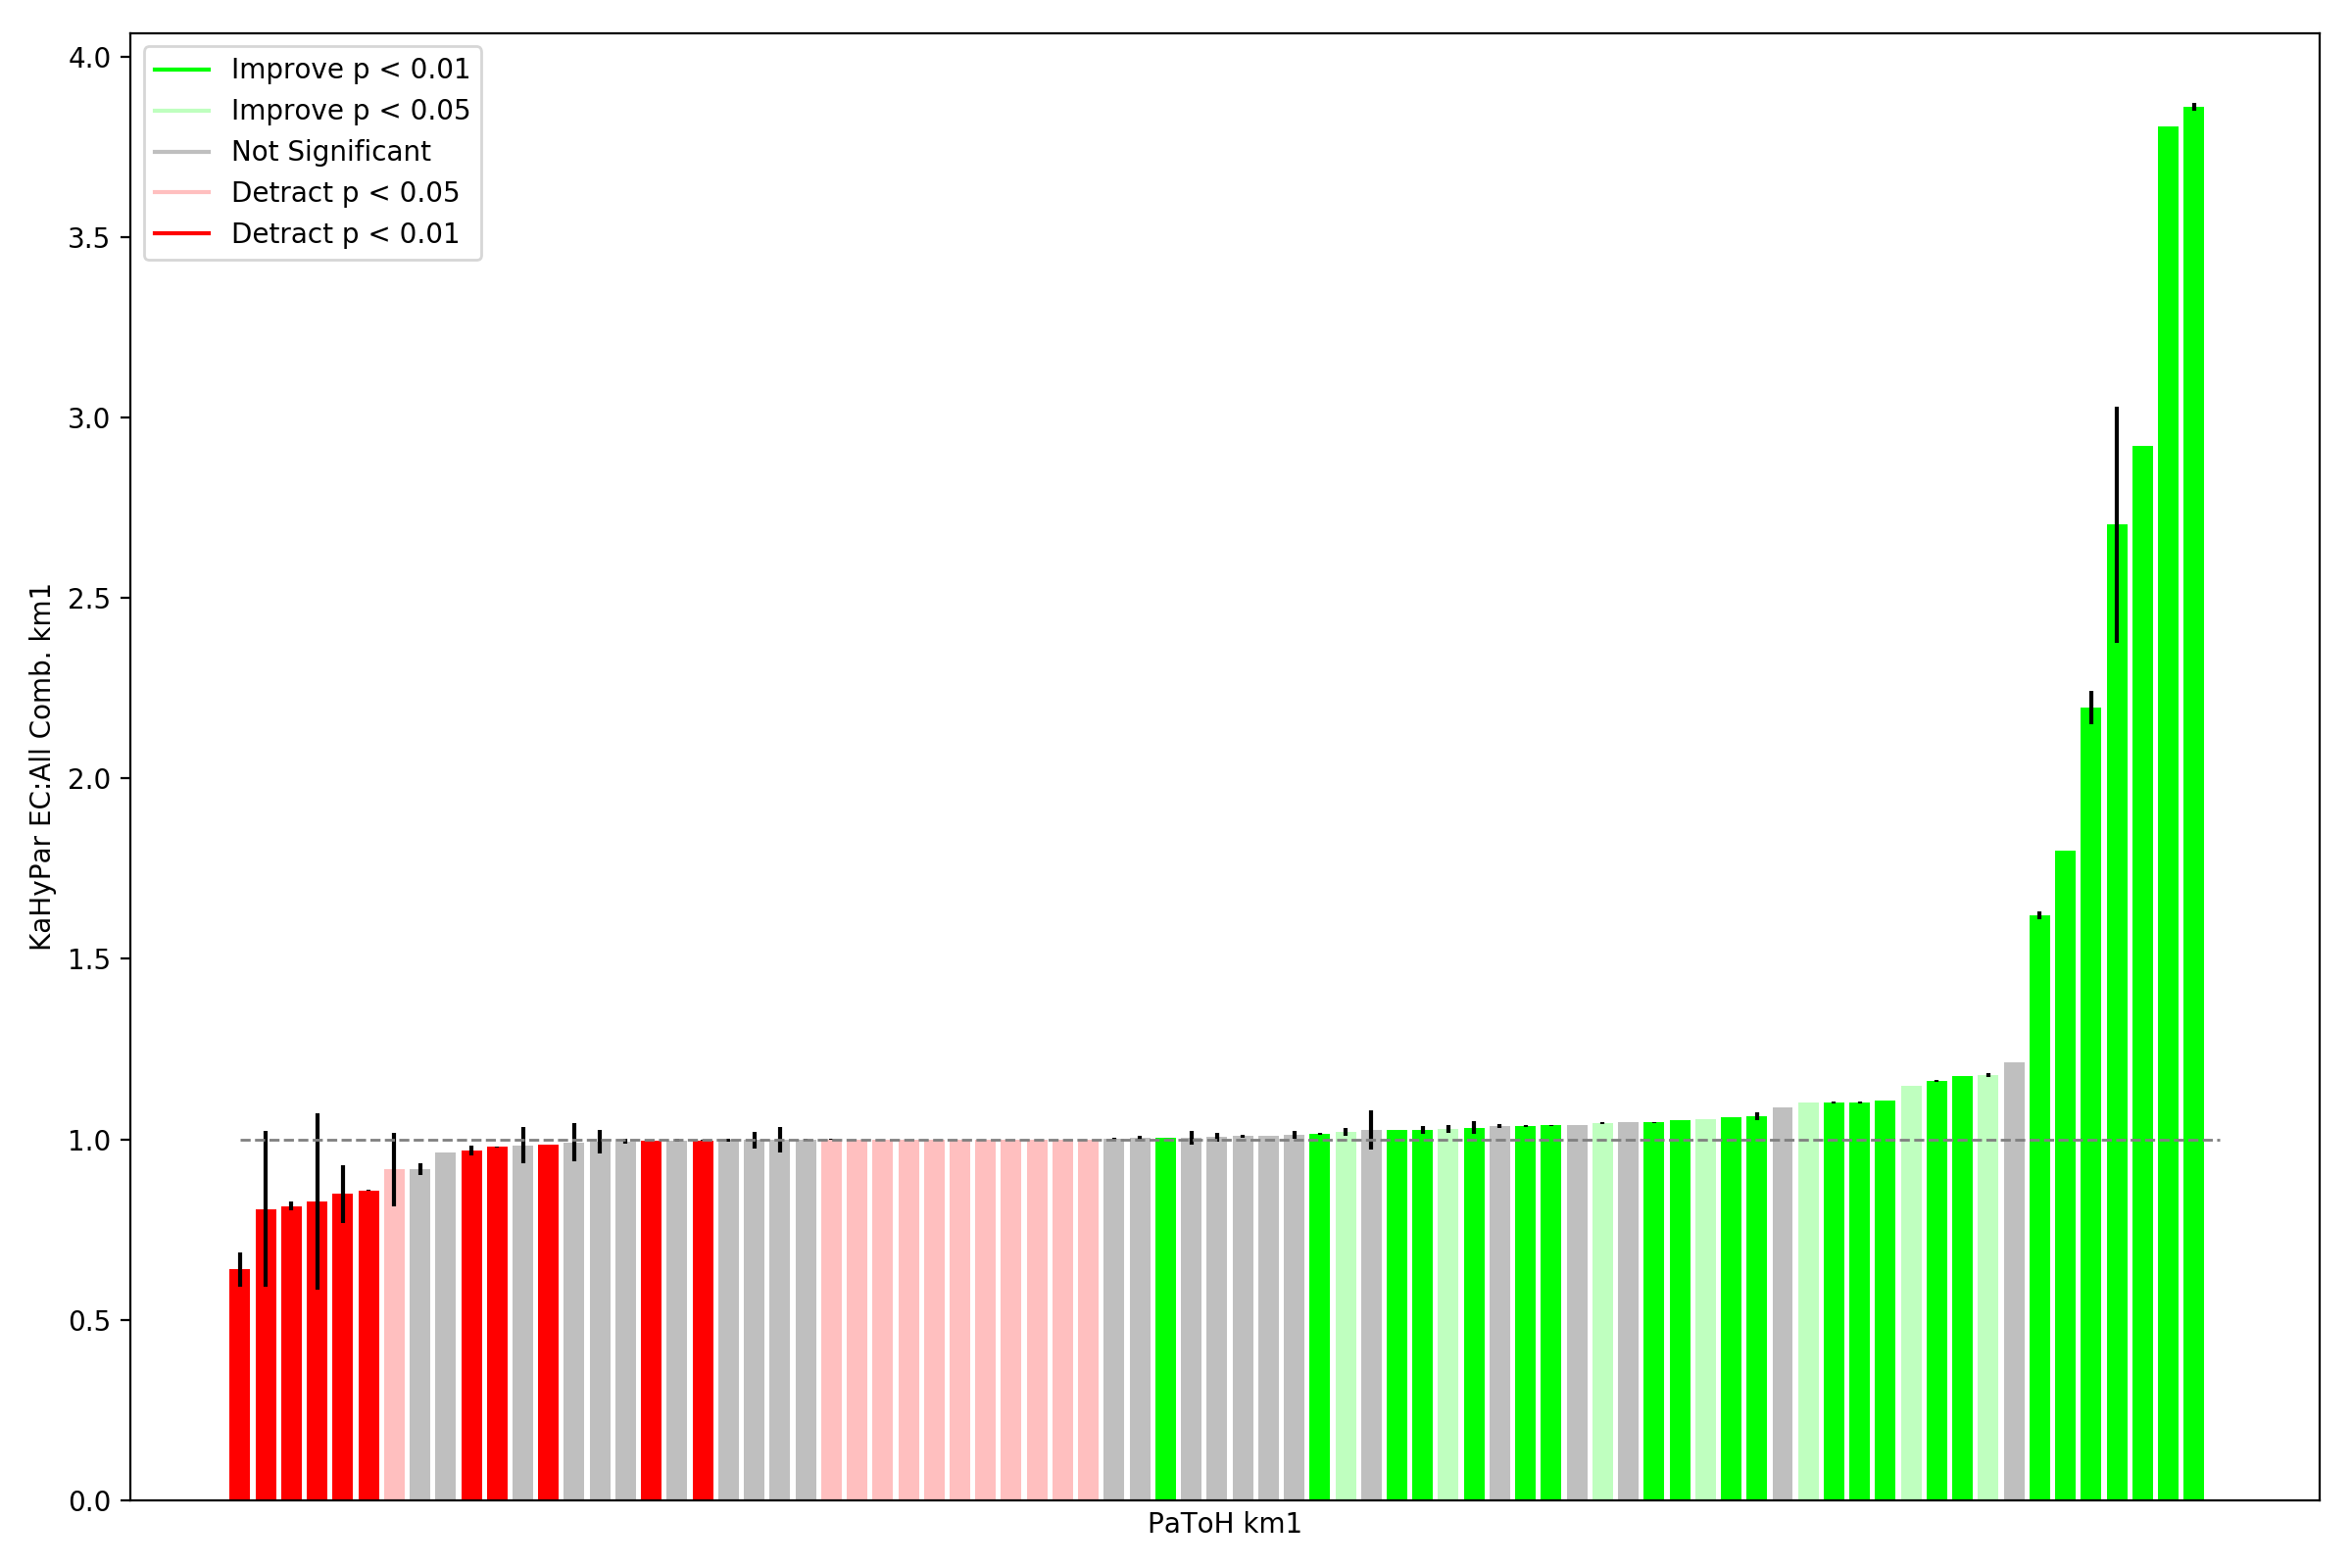 4.0
3.5
3.0
2.5
2.0
1.5
1.0
0.5
0.0
KaHyPar EC:All Comb. km1
Improve p < 0.01
Improve p < 0.05
Not Significant
Detract p < 0.05
Detract p < 0.01
PaToH km1